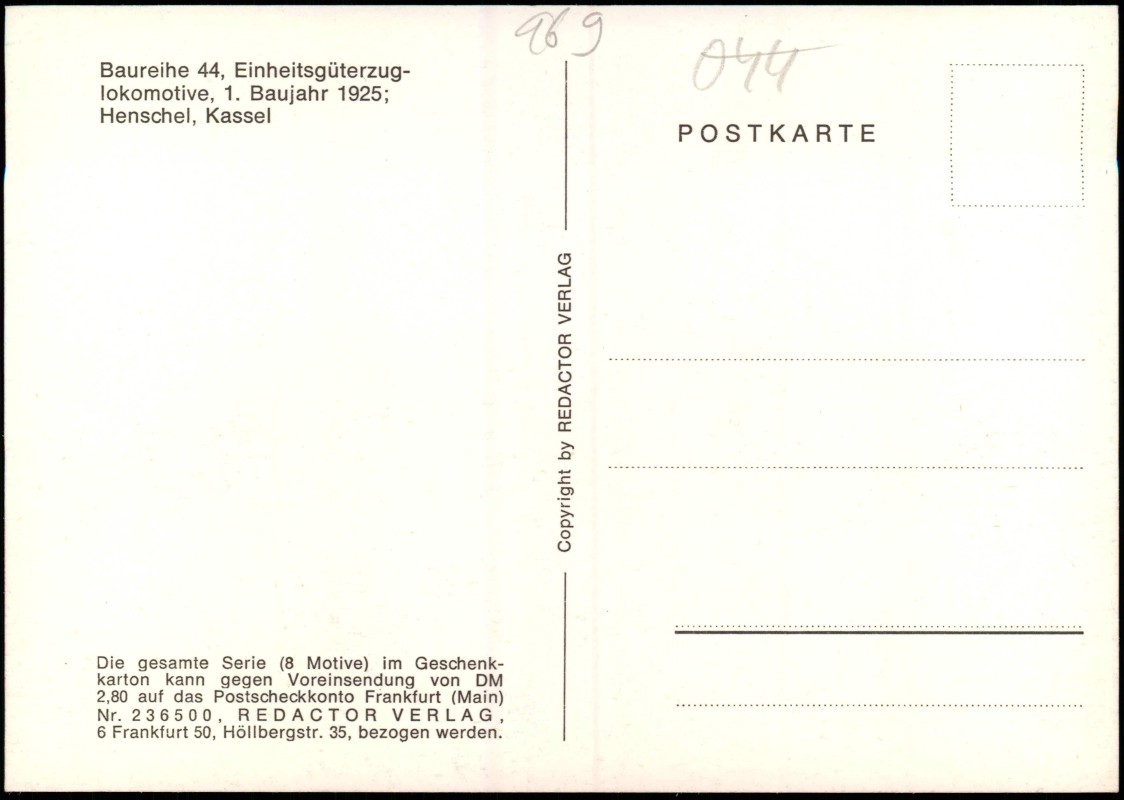 969
044
Baureihe 44, Einheitsgüterzug-
lokomotive, 1. Baujahr 1925;
Henschel, Kassel
POSTKARTE
Copyright by REDACTOR VERLAG
Die gesamte Serie (8 Motive) im Geschenk-
karton kann gegen Voreinsendung von DM
2,80 auf das Postscheckkonto Frankfurt (Main)
Nr. 236500, REDACTOR VERLAG,
6 Frankfurt 50, Höllbergstr. 35, bezogen werden.